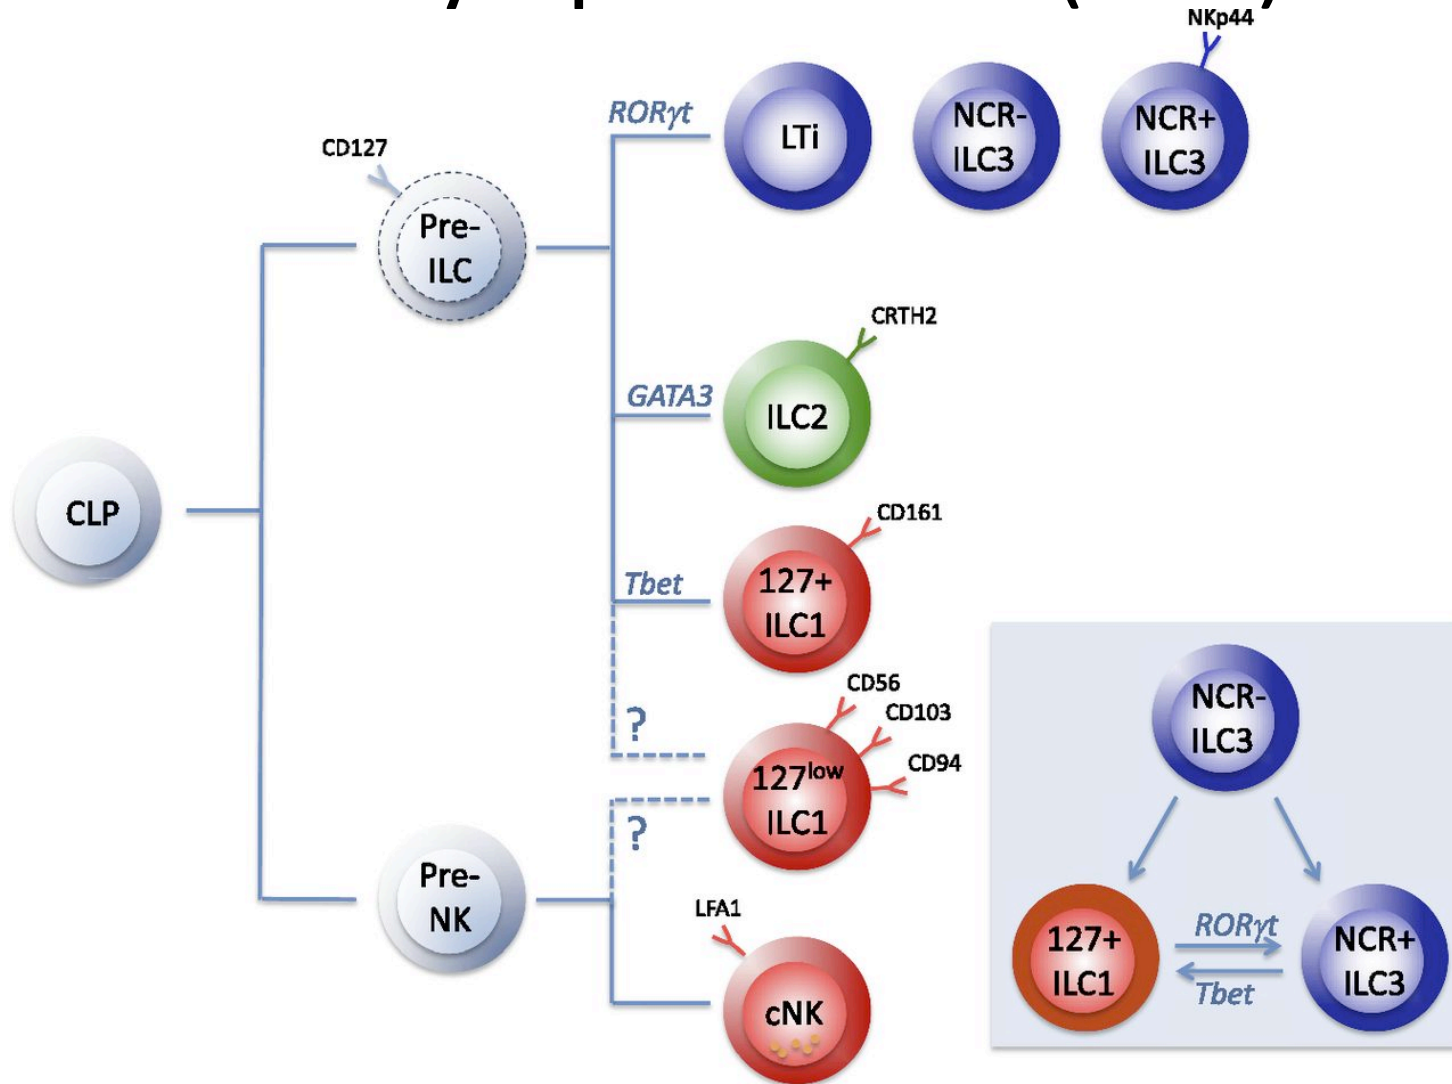 NKp44
RORγt
LTi
NCR-
ILC3
NCR+
ILC3
CD127
Pre-
ILC
CRTH2
GATA3
ILC2
CLP
CD161
Tbet
127+
ILC1
CD56
CD103
CD94
?
127low
ILC1
?
Pre-
NK
LFA1
cNK
NCR-
ILC3
127+
ILC1
RORγt
Tbet
NCR+
ILC3